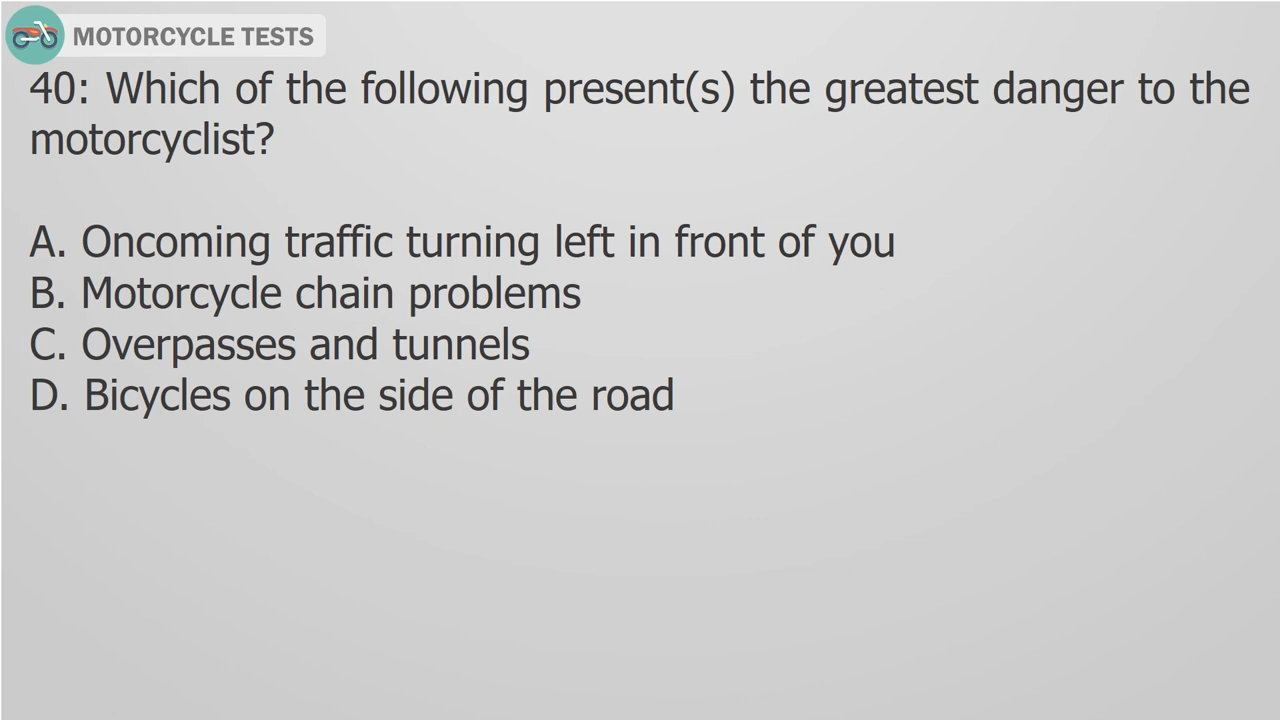 MOTORCYCLE TESTS
40: Which of the following present(s) the greatest danger to the
motorcyclist?
A. Oncoming traffic turning left in front of you
B. Motorcycle chain problems
C. Overpasses and tunnels
D. Bicycles on the side of the road